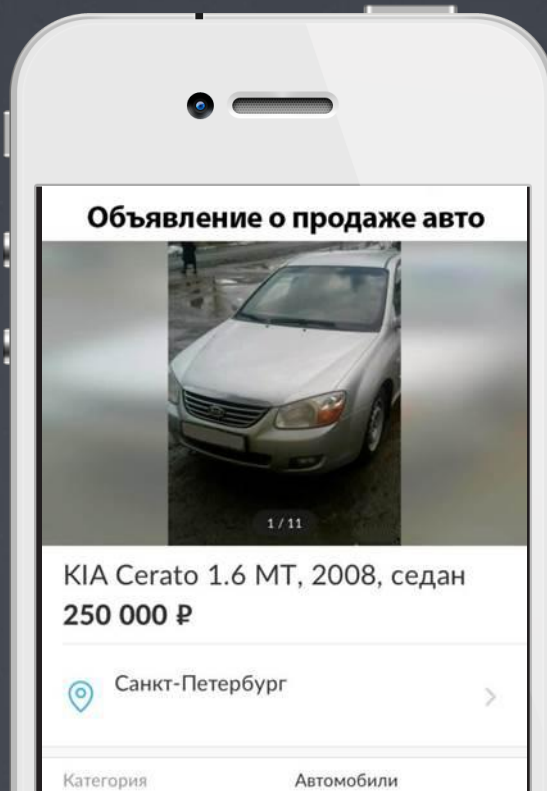 Объявление о продаже авто
1 / 11
KIA Cerato 1.6 MT, 2008, седан
250 000 ₽
Санкт-Петербург
Категория Автомобили